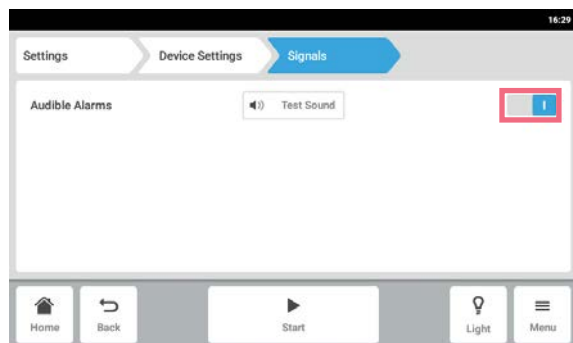 16:29
Settings Device Settings Signals
Audible Alarms Test Sound I
Home Back Start Light Menu